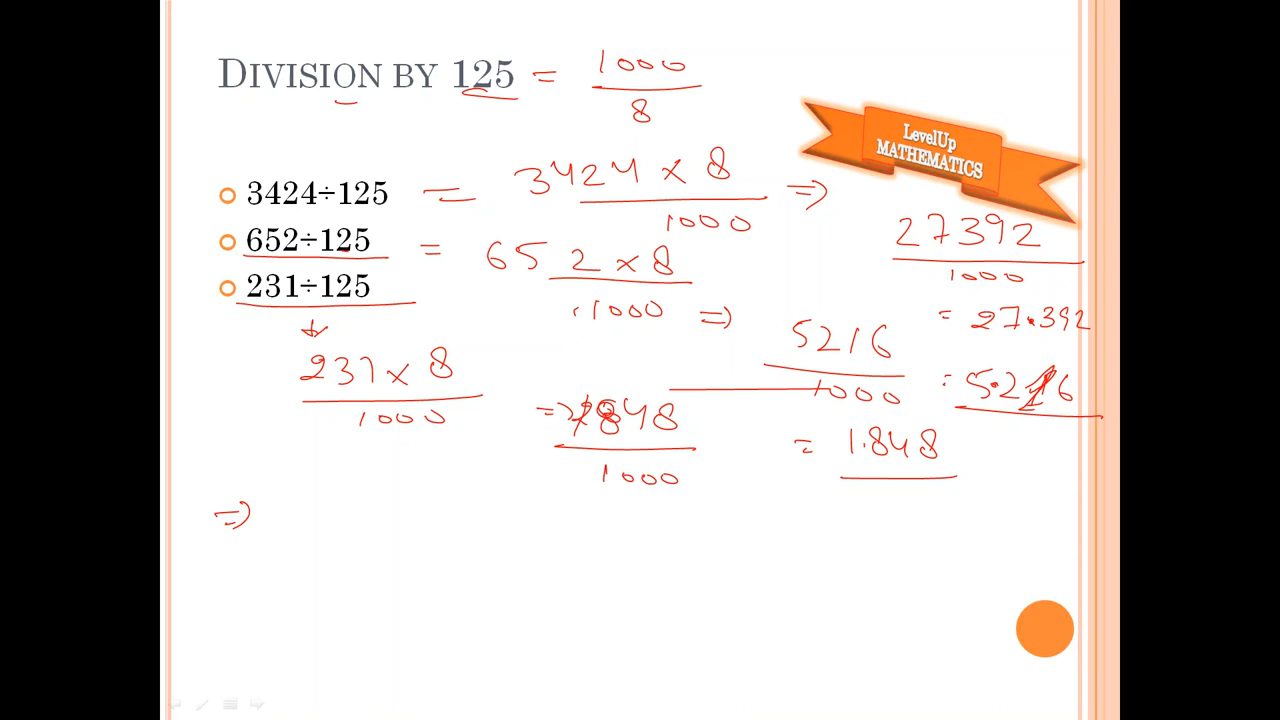 DIVISION BY 125 = 1000/8
LevelUp
MATHEMATICS
3424÷125 = 3424 × 8/1000 ⇒ 27392/1000
= 27.392
652÷125 = 652 × 8/1000 ⇒ 5216/1000 = 5.216
231÷125
↓
231 × 8/1000 ⇒ 1848/1000 = 1.848
⇒